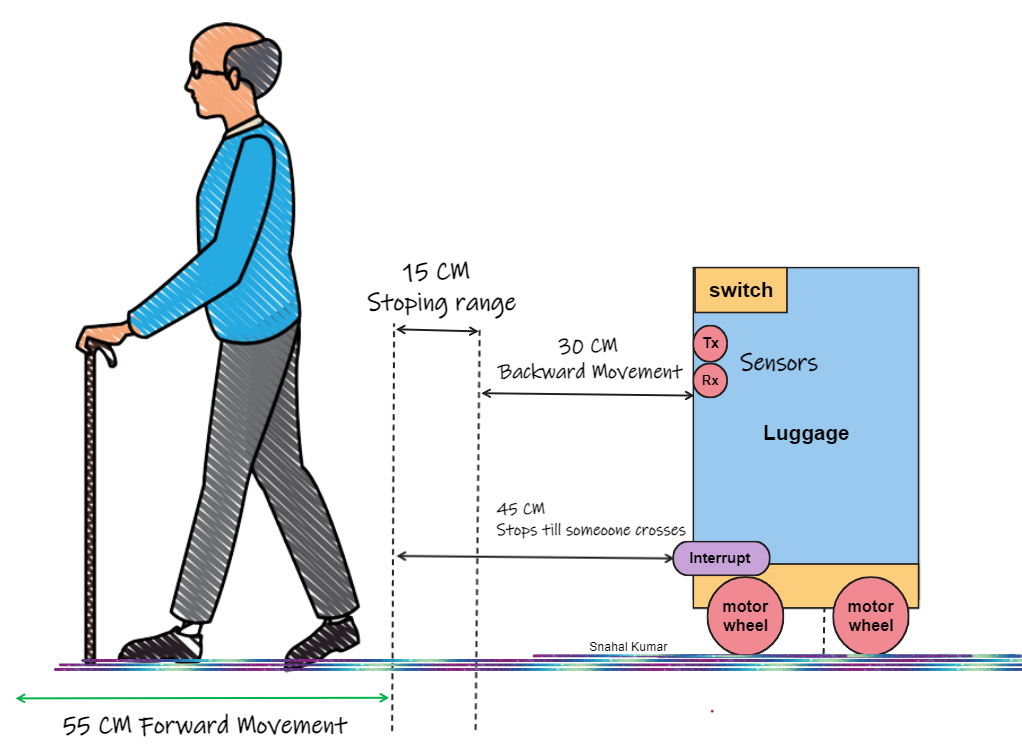 15 CM
Stoping range
30 CM
Backward Movement
switch
Tx
Rx
Sensors
Luggage
45 CM
Stops till someoone crosses
Interrupt
motor
wheel
motor
wheel
Snahal Kumar
55 CM Forward Movement